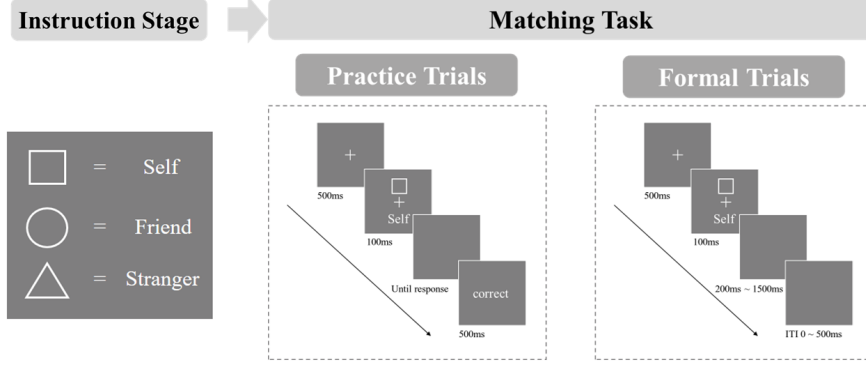 Instruction Stage
Matching Task
Practice Trials
Formal Trials
= Self
= Friend
= Stranger
+
500ms
+
Self
100ms
Until response
correct
500ms
+
500ms
+
Self
100ms
200ms ~ 1500ms
ITI 0 ~ 500ms